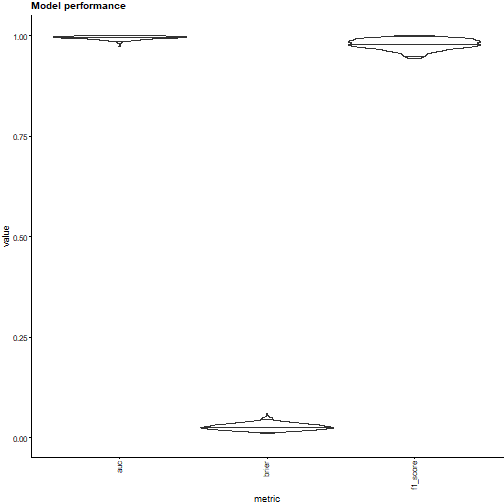 Model performance
1.00
0.75
0.50
0.25
0.00
value
auc
brier
f1_score
metric